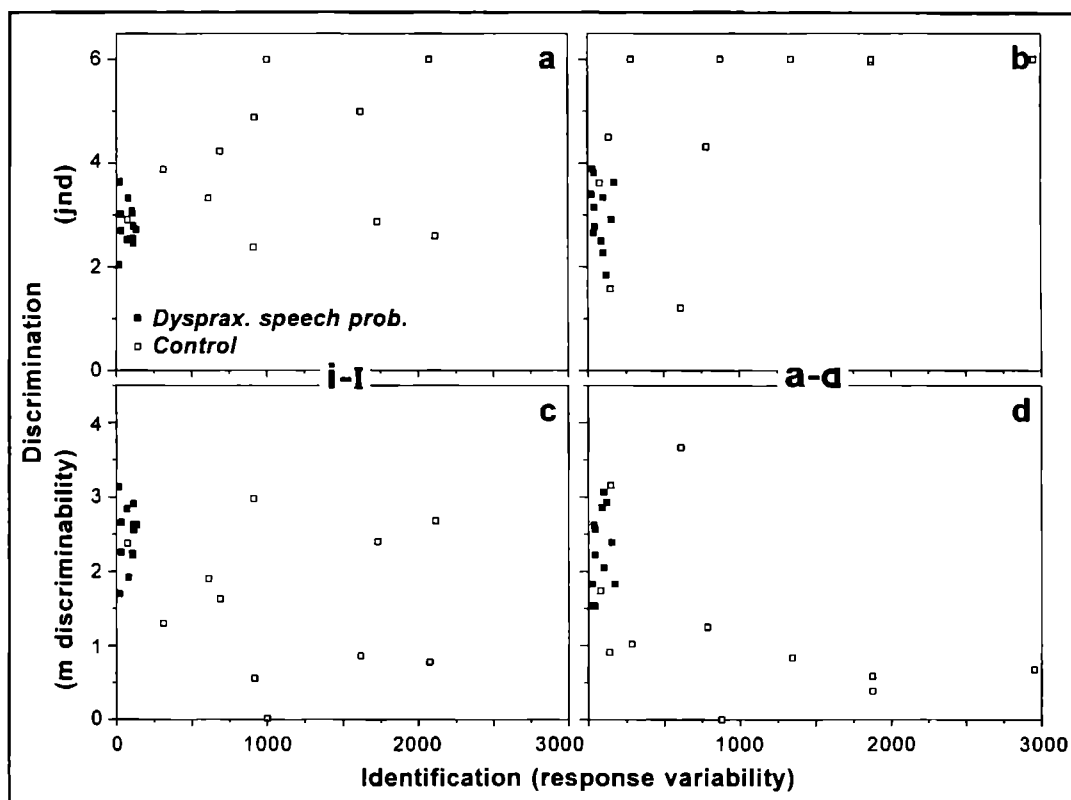 a
b
6
4
2
0
(jnd)
Dysprax. speech prob.
Control
i-I
a-ɑ
Discrimination
c
d
4
3
2
1
0
(m discriminability)
0
1000
2000
3000
1000
2000
3000
Identification (response variability)